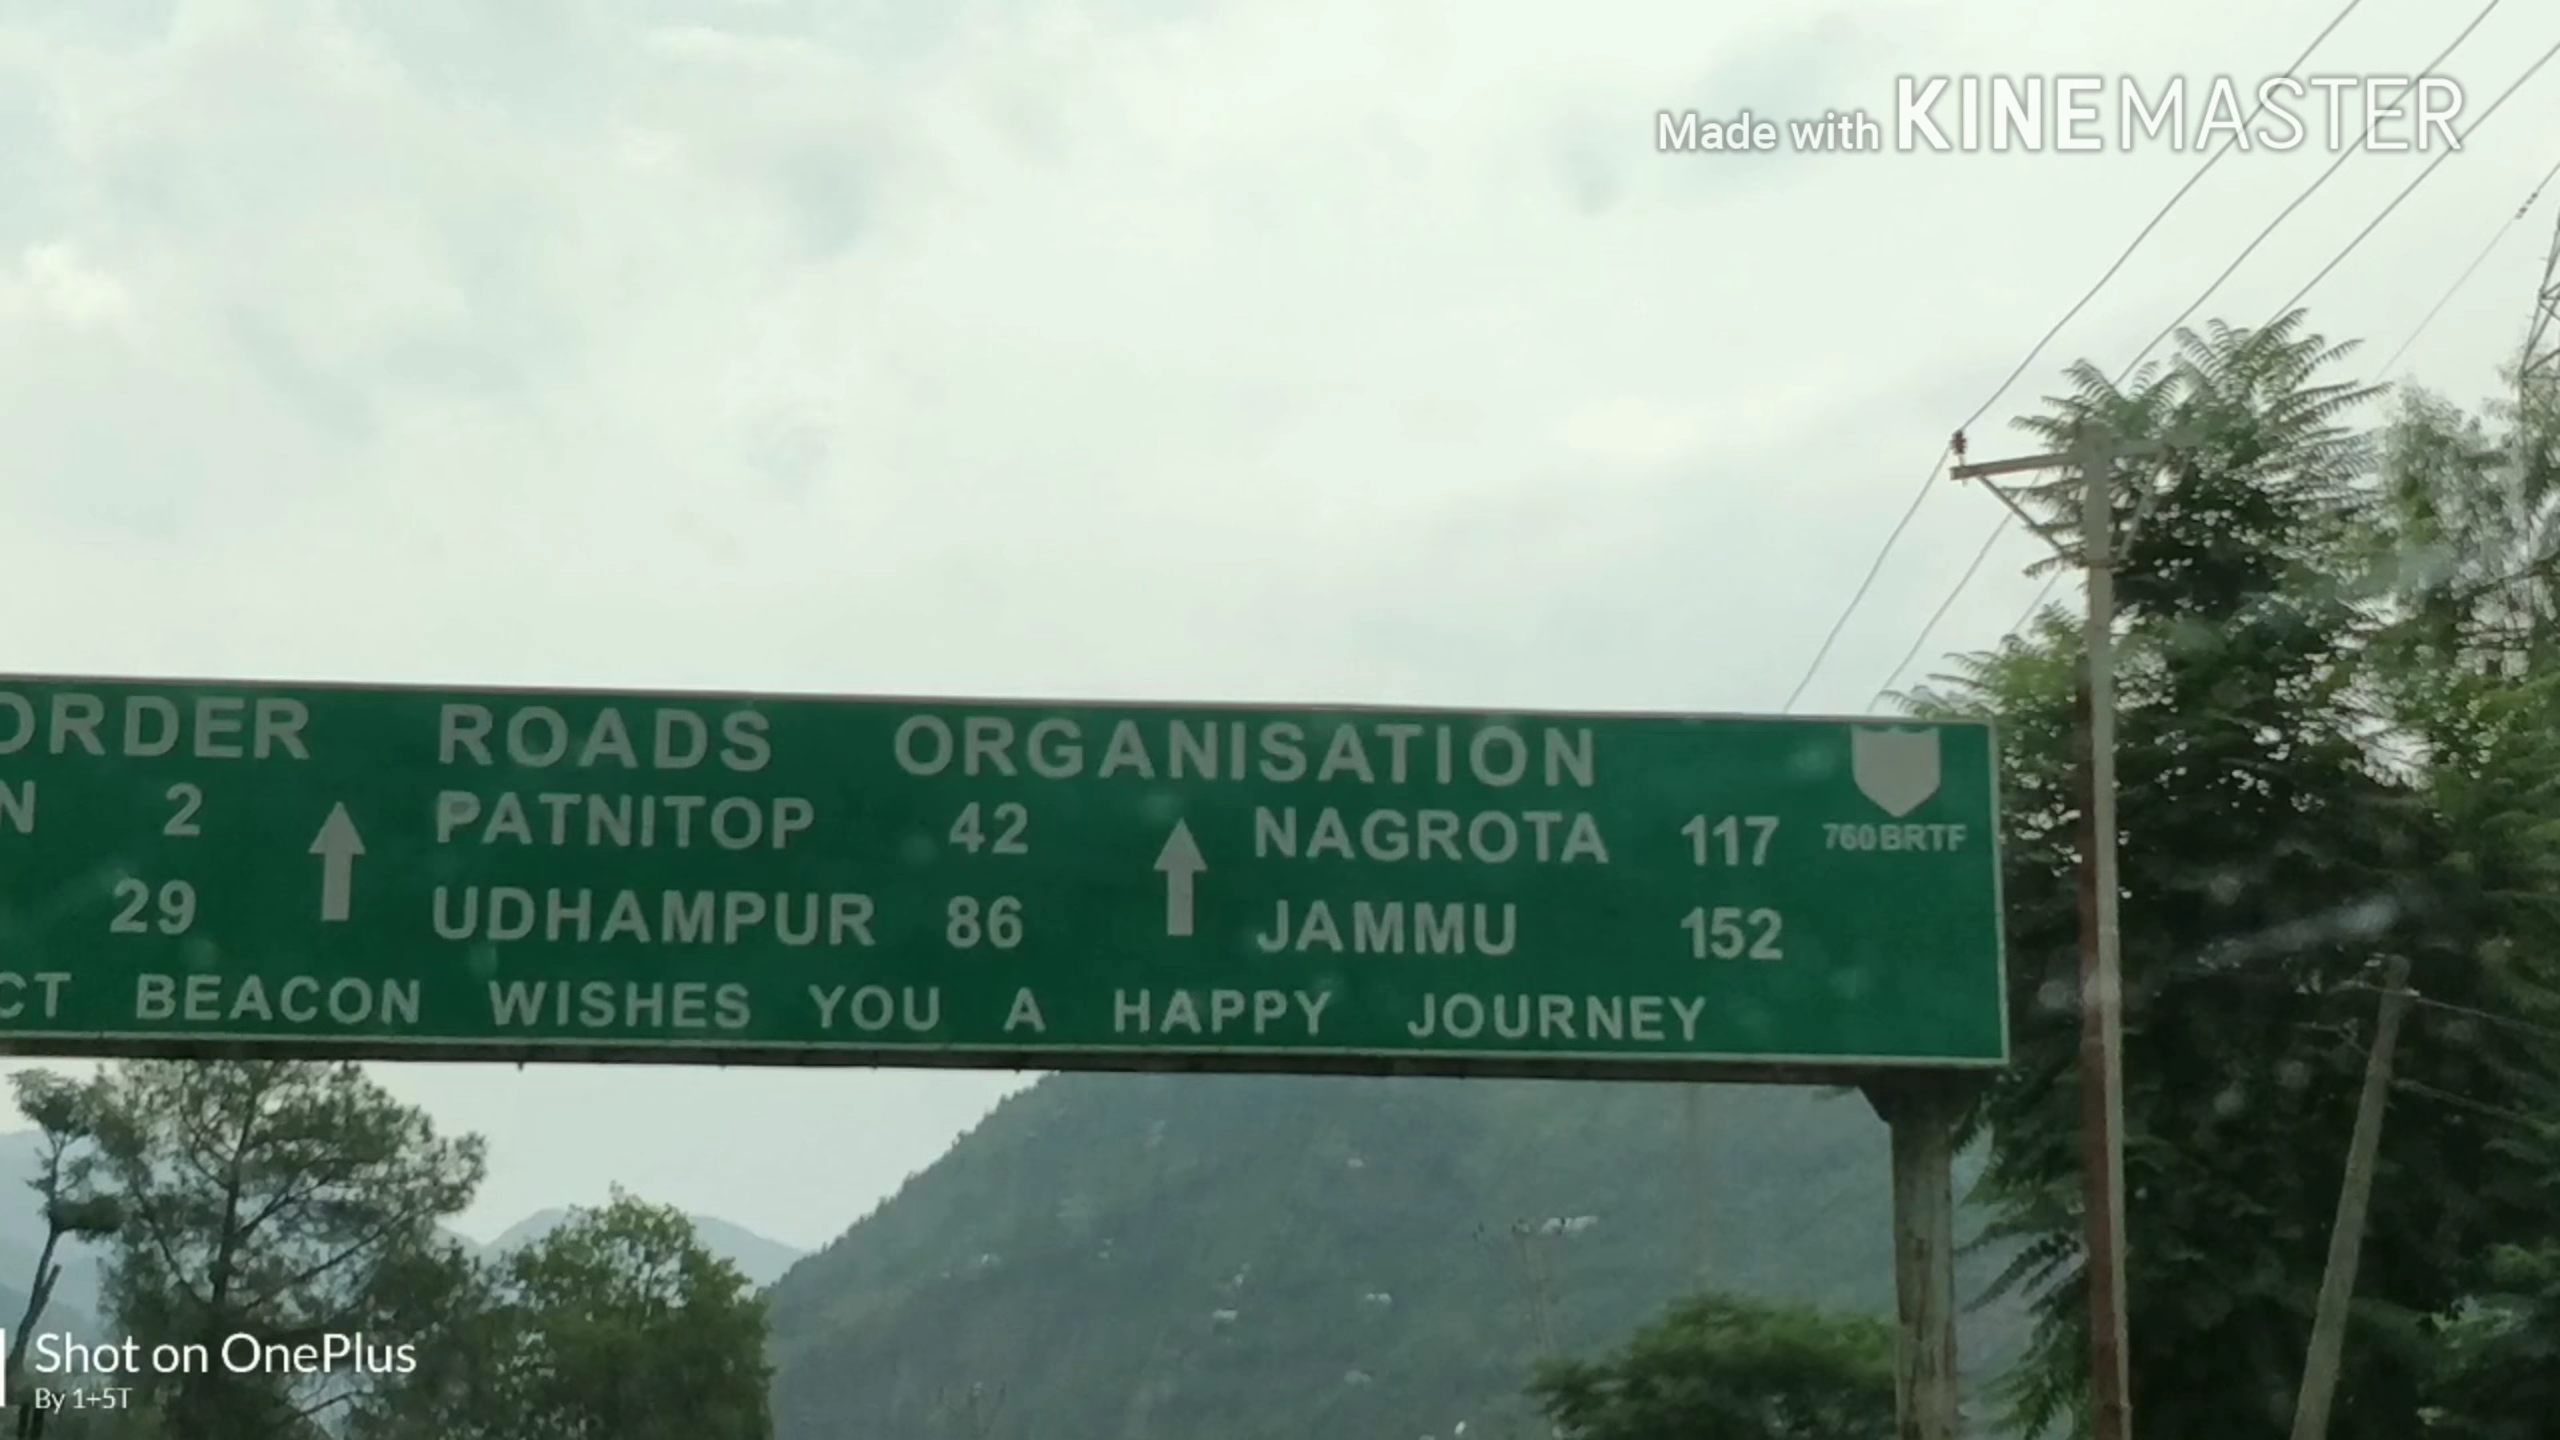 Made with KINEMASTER
ORDER ROADS ORGANISATION
N 2 PATNITOP 42 NAGROTA 117 760BRTF
29 UDHAMPUR 86 JAMMU 152
CT BEACON WISHES YOU A HAPPY JOURNEY
Shot on OnePlus
By 1+5T